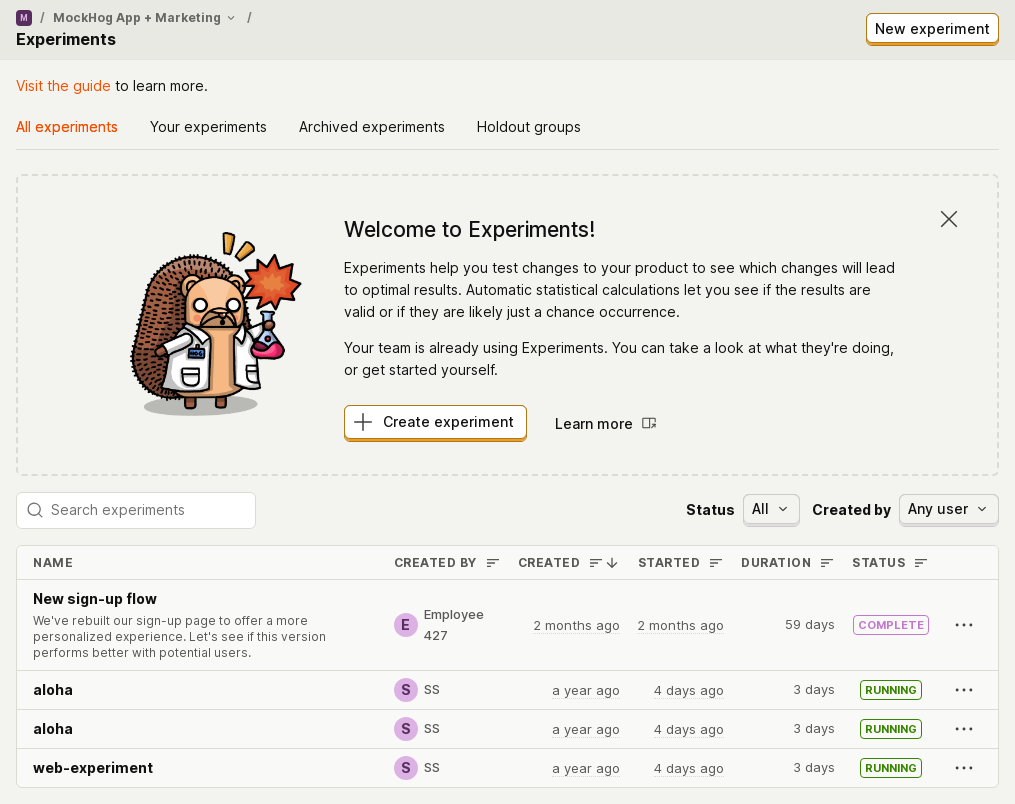 M / MockHog App + Marketing /
Experiments
New experiment
Visit the guide to learn more.
All experiments Your experiments Archived experiments Holdout groups
Welcome to Experiments!
Experiments help you test changes to your product to see which changes will lead
to optimal results. Automatic statistical calculations let you see if the results are
valid or if they are likely just a chance occurrence.
Your team is already using Experiments. You can take a look at what they're doing,
or get started yourself.
Create experiment Learn more
Search experiments Status All Created by Any user
NAME CREATED BY CREATED STARTED DURATION STATUS
New sign-up flow
We've rebuilt our sign-up page to offer a more
personalized experience. Let's see if this version
performs better with potential users.
E Employee
427
2 months ago 2 months ago 59 days COMPLETE
aloha S SS a year ago 4 days ago 3 days RUNNING
aloha S SS a year ago 4 days ago 3 days RUNNING
web-experiment S SS a year ago 4 days ago 3 days RUNNING